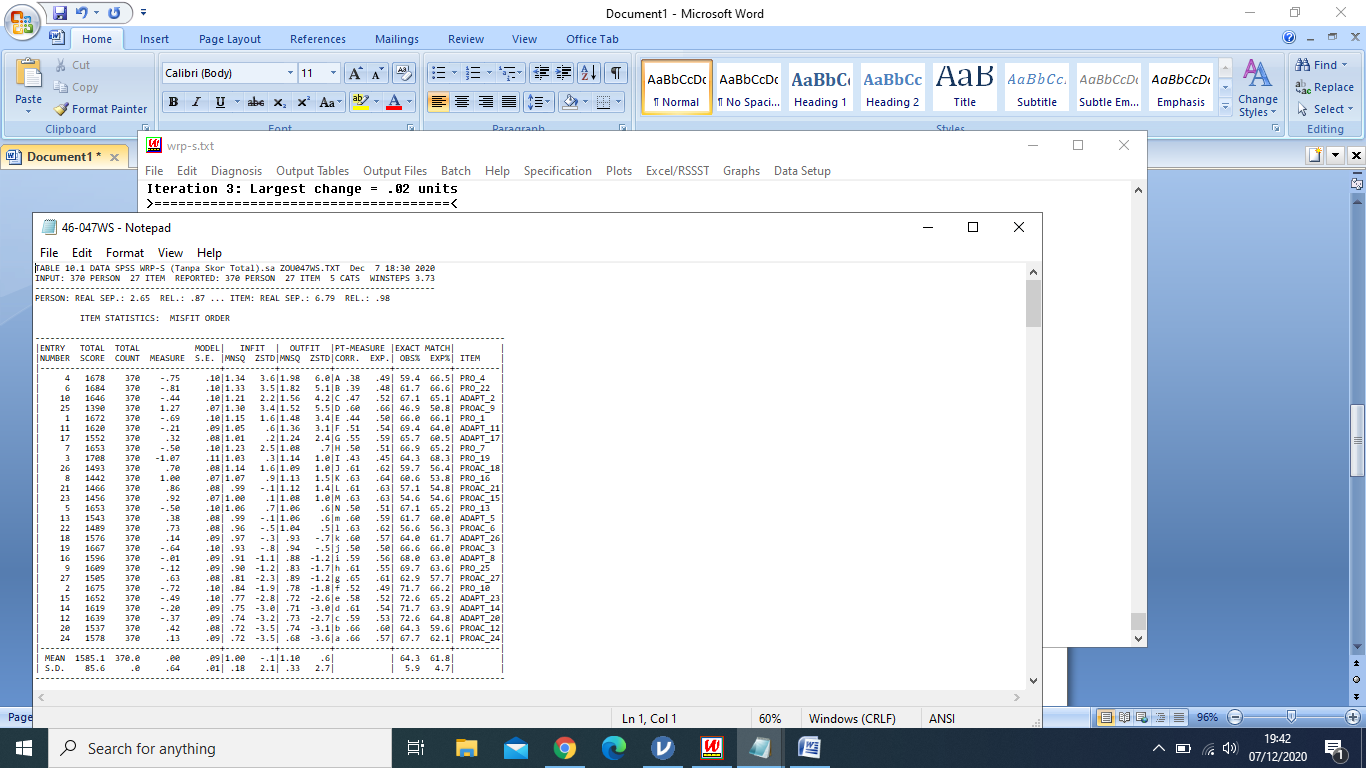 Document1 - Microsoft Word
Home Insert Page Layout References Mailings Review View Office Tab
Cut
Copy
Format Painter
Paste
Clipboard
Calibri (Body) 11
Font
Paragraph
AaBbCcDc AaBbCcDc AaBbC AaBbCc AaB AaBbCc. AaBbCcDc AaBbCcDc
¶ Normal ¶ No Spaci... Heading 1 Heading 2 Title Subtitle Subtle Em... Emphasis
Change Styles
Styles
Find
Replace
Select
Editing
Document1 *
wrp-s.txt
File Edit Diagnosis Output Tables Output Files Batch Help Specification Plots Excel/RSSST Graphs Data Setup
Iteration 3: Largest change = .02 units
>=====================================<
46-047WS - Notepad
File Edit Format View Help
TABLE 10.1 DATA SPSS WRP-S (Tanpa Skor Total).sa ZOU047WS.TXT Dec 7 18:30 2020
INPUT: 370 PERSON 27 ITEM REPORTED: 370 PERSON 27 ITEM 5 CATS WINSTEPS 3.73
--------------------------------------------------------------------------------
PERSON: REAL SEP.: 2.65 REL.: .87 ... ITEM: REAL SEP.: 6.79 REL.: .98
ITEM STATISTICS: MISFIT ORDER
|ENTRY TOTAL TOTAL MODEL| INFIT | OUTFIT |PT-MEASURE |EXACT MATCH| |
|NUMBER SCORE COUNT MEASURE S.E. |MNSQ ZSTD|MNSQ ZSTD|CORR. EXP.| OBS% EXP%| ITEM |
| 4 1678 370 -.75 .10|1.34 3.6|1.98 6.0|A .38 .49| 59.4 66.5| PRO_4 |
| 6 1684 370 -.81 .10|1.33 3.5|1.82 5.1|B .39 .48| 61.7 66.6| PRO_22 |
| 10 1646 370 -.44 .10|1.21 2.2|1.56 4.2|C .47 .52| 67.1 65.1| ADAPT_2 |
| 25 1390 370 1.27 .07|1.30 3.4|1.52 5.5|D .60 .66| 46.9 50.8| PROAC_9 |
| 1 1672 370 -.69 .10|1.15 1.6|1.48 3.4|E .44 .50| 66.0 66.1| PRO_1 |
| 11 1620 370 -.21 .09|1.05 .6|1.36 3.1|F .51 .54| 69.4 64.0| ADAPT_11|
| 17 1552 370 .32 .08|1.01 .2|1.24 2.4|G .55 .59| 65.7 60.5| ADAPT_17|
| 7 1653 370 -.50 .10|1.23 2.5|1.08 .7|H .50 .51| 66.9 65.2| PRO_7 |
| 3 1708 370 -1.07 .11|1.03 .3|1.14 1.0|I .43 .45| 64.3 68.3| PRO_19 |
| 26 1493 370 .70 .08|1.14 1.6|1.09 1.0|J .61 .62| 59.7 56.4| PROAC_18|
| 8 1442 370 1.00 .07|1.07 .9|1.13 1.5|K .63 .64| 60.6 53.8| PRO_16 |
| 21 1466 370 .86 .08| .99 -.1|1.12 1.4|L .61 .63| 57.1 54.8| PROAC_21|
| 23 1456 370 .92 .07|1.00 .1|1.08 1.0|M .63 .63| 54.6 54.6| PROAC_15|
| 5 1653 370 -.50 .10|1.06 .7|1.06 .6|N .50 .51| 67.1 65.2| PRO_13 |
| 13 1543 370 .38 .08| .99 -.1|1.06 .6|m .60 .59| 61.7 60.0| ADAPT_5 |
| 22 1489 370 .73 .08| .96 -.5|1.04 .5|l .63 .62| 56.6 56.3| PROAC_6 |
| 18 1576 370 .14 .09| .97 -.3| .93 -.7|k .60 .57| 64.0 61.7| ADAPT_26|
| 19 1667 370 -.64 .10| .93 -.8| .94 -.5|j .50 .50| 66.6 66.0| PROAC_3 |
| 16 1596 370 -.01 .09| .91 -1.1| .88 -1.2|i .59 .56| 68.0 63.0| ADAPT_8 |
| 9 1609 370 -.12 .09| .90 -1.2| .83 -1.7|h .61 .55| 69.7 63.6| PRO_25 |
| 27 1505 370 .63 .08| .81 -2.3| .89 -1.2|g .65 .61| 62.9 57.7| PROAC_27|
| 2 1675 370 -.72 .10| .84 -1.9| .78 -1.8|f .52 .49| 71.7 66.2| PRO_10 |
| 15 1652 370 -.49 .10| .77 -2.8| .72 -2.6|e .58 .52| 72.6 65.2| ADAPT_23|
| 14 1619 370 -.20 .09| .75 -3.0| .71 -3.0|d .61 .54| 71.7 63.9| ADAPT_14|
| 12 1639 370 -.37 .09| .74 -3.2| .73 -2.7|c .59 .53| 72.6 64.8| ADAPT_20|
| 20 1537 370 .42 .08| .72 -3.5| .74 -3.1|b .66 .60| 64.3 59.6| PROAC_12|
| 24 1578 370 .13 .09| .72 -3.5| .68 -3.6|a .66 .57| 67.7 62.1| PROAC_24|
| MEAN 1585.1 370.0 .00 .09|1.00 -.1|1.10 .6| | 64.3 61.8| |
| S.D. 85.6 .0 .64 .01| .18 2.1| .33 2.7| | 5.9 4.7| |
Ln 1, Col 1 60% Windows (CRLF) ANSI
Page
96%
Search for anything
19:42
07/12/2020
1